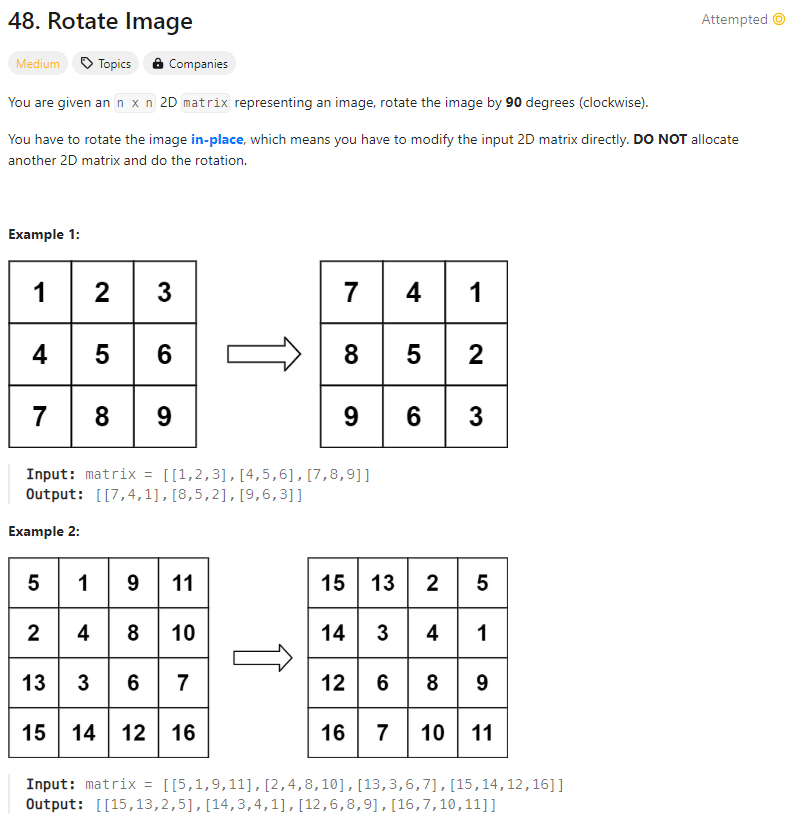 48. Rotate Image
Attempted
Medium
Topics
Companies
You are given an n x n 2D matrix representing an image, rotate the image by 90 degrees (clockwise).
You have to rotate the image in-place, which means you have to modify the input 2D matrix directly. DO NOT allocate
another 2D matrix and do the rotation.
Example 1:
1 2 3 7 4 1
4 5 6 8 5 2
7 8 9 9 6 3
Input: matrix = [[1,2,3],[4,5,6],[7,8,9]]
Output: [[7,4,1],[8,5,2],[9,6,3]]
Example 2:
5 1 9 11 15 13 2 5
2 4 8 10 14 3 4 1
13 3 6 7 12 6 8 9
15 14 12 16 16 7 10 11
Input: matrix = [[5,1,9,11],[2,4,8,10],[13,3,6,7],[15,14,12,16]]
Output: [[15,13,2,5],[14,3,4,1],[12,6,8,9],[16,7,10,11]]